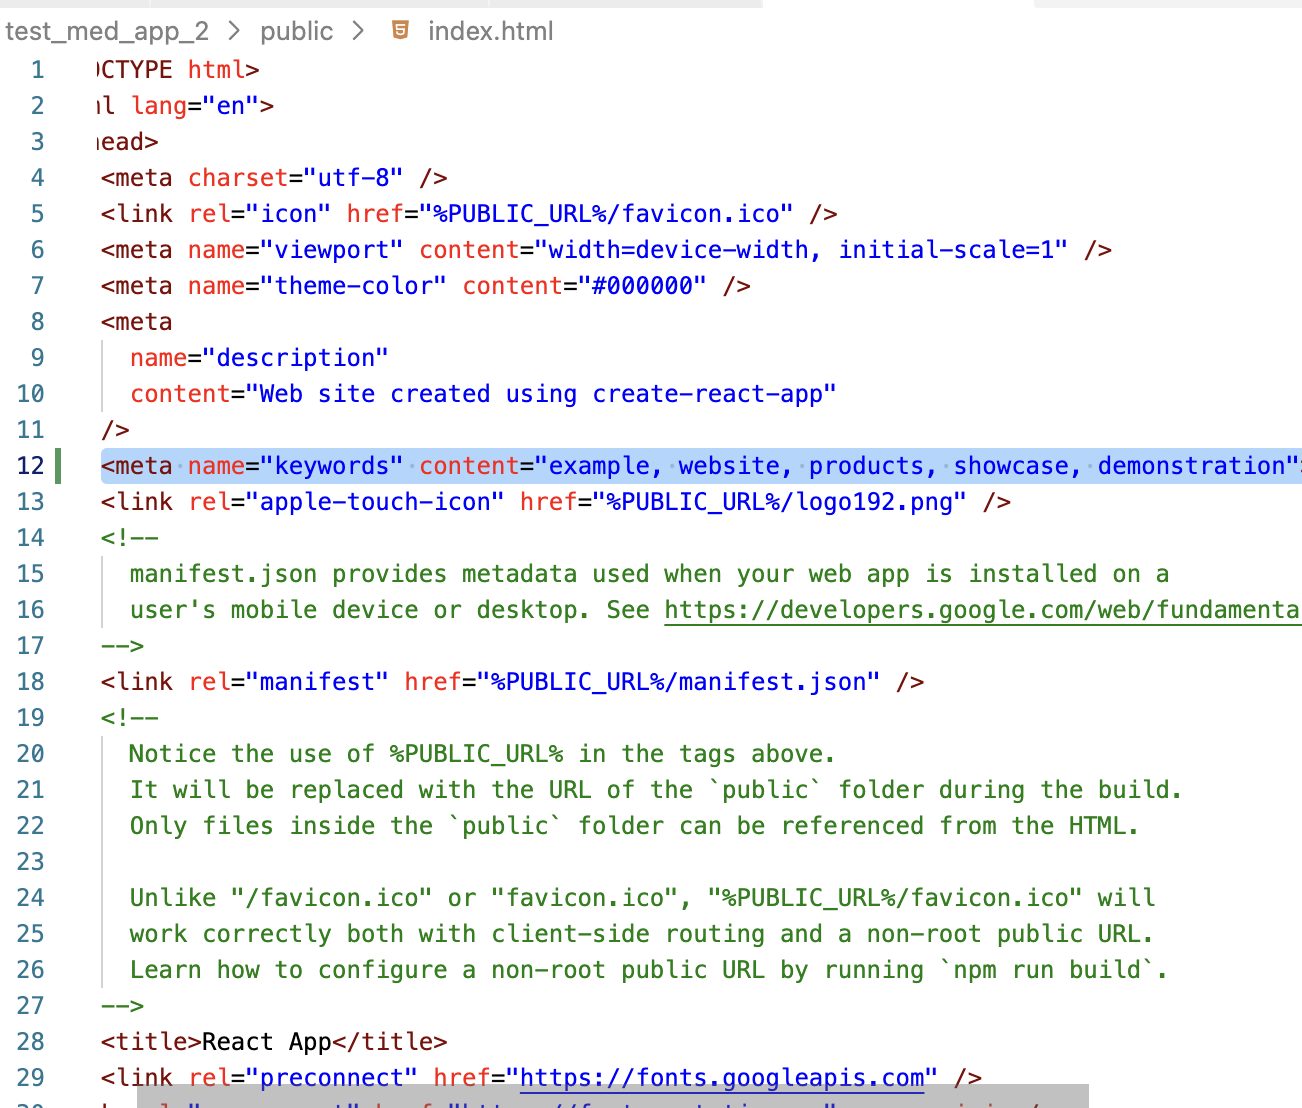 test_med_app_2 > public > index.html
1 OCTYPE html>
2 ml lang="en">
3 head>
4 <meta charset="utf-8" />
5 <link rel="icon" href="%PUBLIC_URL%/favicon.ico" />
6 <meta name="viewport" content="width=device-width, initial-scale=1" />
7 <meta name="theme-color" content="#000000" />
8 <meta
9 name="description"
10 content="Web site created using create-react-app"
11 />
12 <meta name="keywords" content="example, website, products, showcase, demonstration">
13 <link rel="apple-touch-icon" href="%PUBLIC_URL%/logo192.png" />
14 <!--
15 manifest.json provides metadata used when your web app is installed on a
16 user's mobile device or desktop. See https://developers.google.com/web/fundamenta
17 -->
18 <link rel="manifest" href="%PUBLIC_URL%/manifest.json" />
19 <!--
20 Notice the use of %PUBLIC_URL% in the tags above.
21 It will be replaced with the URL of the `public` folder during the build.
22 Only files inside the `public` folder can be referenced from the HTML.
23
24 Unlike "/favicon.ico" or "favicon.ico", "%PUBLIC_URL%/favicon.ico" will
25 work correctly both with client-side routing and a non-root public URL.
26 Learn how to configure a non-root public URL by running `npm run build`.
27 -->
28 <title>React App</title>
29 <link rel="preconnect" href="https://fonts.googleapis.com" />